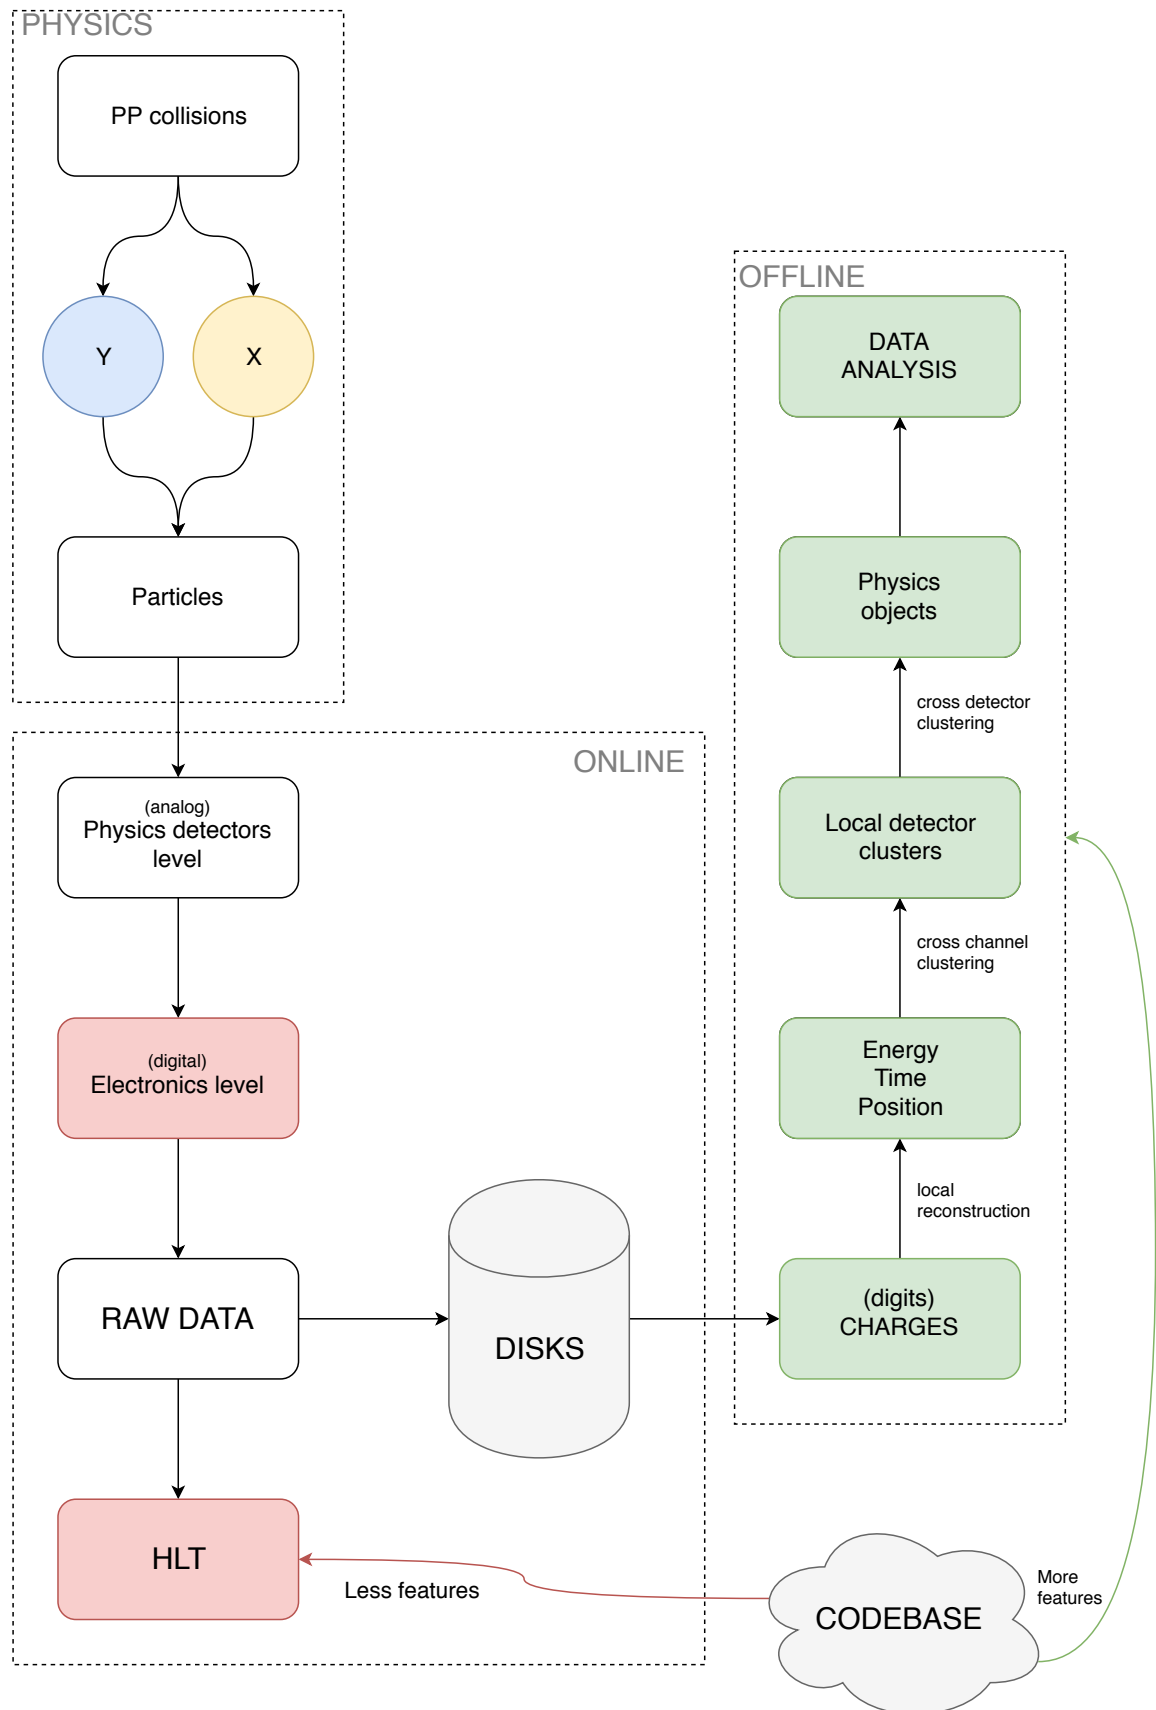 PHYSICS
PP collisions
Y
X
Particles
ONLINE
(analog)
Physics detectors
level
(digital)
Electronics level
RAW DATA
DISKS
HLT
Less features
OFFLINE
DATA
ANALYSIS
Physics
objects
cross detector
clustering
Local detector
clusters
cross channel
clustering
Energy
Time
Position
local
reconstruction
(digits)
CHARGES
CODEBASE
More
features